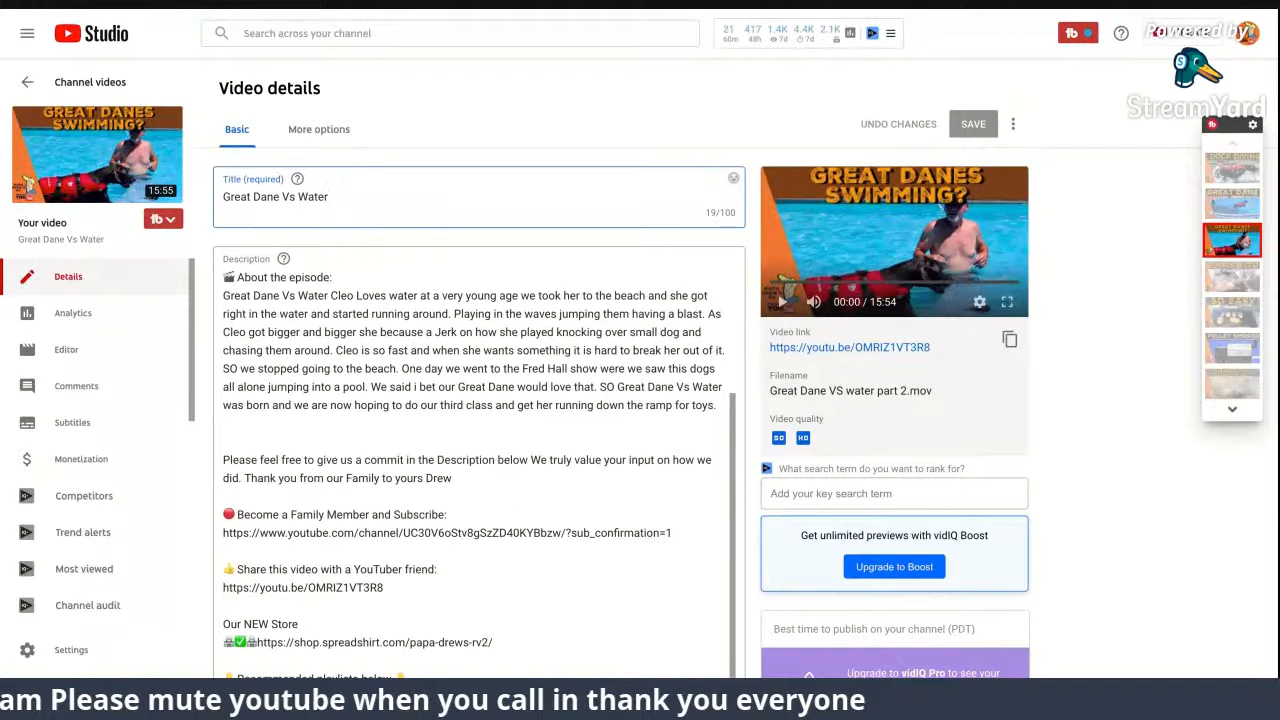 Studio
Search across your channel
21 417 1.4K 4.4K 2.1K
60m 48h 7d 7d
tb
Powered by
StreamYard
Channel videos
Video details
Basic
More options
UNDO CHANGES
SAVE
GREAT DANES
SWIMMING?
15:55
Your video
Great Dane Vs Water
tb
Details
Analytics
Editor
Comments
Subtitles
Monetization
Competitors
Trend alerts
Most viewed
Channel audit
Settings
Title (required)
Great Dane Vs Water
19/100
Description
About the episode:
Great Dane Vs Water Cleo Loves water at a very young age we took her to the beach and she got
right in the water and started running around. Playing in the waves jumping them having a blast. As
Cleo got bigger and bigger she because a Jerk on how she played knocking over small dog and
chasing them around. Cleo is so fast and when she wants something it is hard to break her out of it.
SO we stopped going to the beach. One day we went to the Fred Hall show were we saw this dogs
all alone jumping into a pool. We said i bet our Great Dane would love that. SO Great Dane Vs Water
was born and we are now hoping to do our third class and get her running down the ramp for toys.
Please feel free to give us a commit in the Description below We truly value your input on how we
did. Thank you from our Family to yours Drew
Become a Family Member and Subscribe:
https://www.youtube.com/channel/UC30V6oStv8gSzZD40KYBbzw/?sub_confirmation=1
Share this video with a YouTuber friend:
https://youtu.be/OMRIZ1VT3R8
Our NEW Store
https://shop.spreadshirt.com/papa-drews-rv2/
Recommended playlists below
GREAT DANES
SWIMMING?
00:00 / 15:54
Video link
https://youtu.be/OMRIZ1VT3R8
Filename
Great Dane VS water part 2.mov
Video quality
SD HD
What search term do you want to rank for?
Add your key search term
Get unlimited previews with vidIQ Boost
Upgrade to Boost
Best time to publish on your channel (PDT)
Upgrade to vidIQ Pro to see your
DOCK DIVING
GREAT DANE
SO EASY
am Please mute youtube when you call in thank you everyone